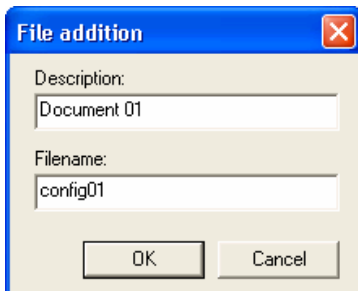 File addition
Description:
Document 01
Filename:
config01
OK Cancel